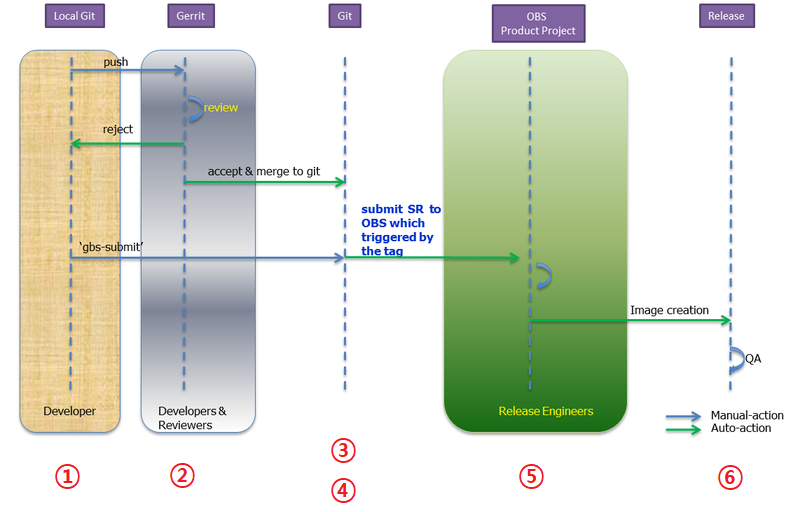 Local Git
Gerrit
Git
OBS
Product Project
Release
push
review
reject
accept & merge to git
submit SR to
OBS which
triggered by
the tag
‘gbs-submit’
Image creation
QA
Developer
Developers &
Reviewers
Release Engineers
Manual-action
Auto-action
①
②
③
④
⑤
⑥